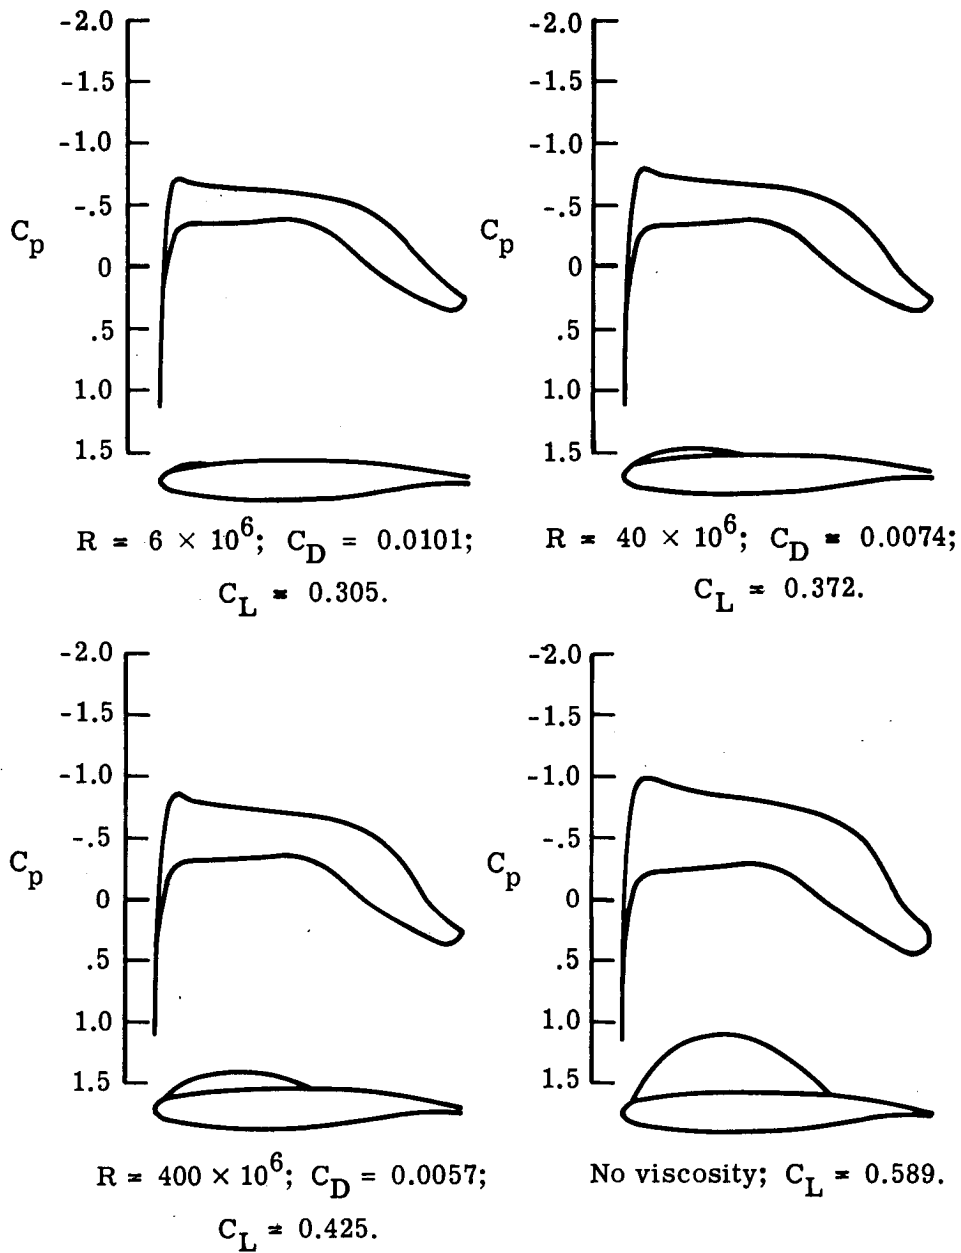 -2.0
-1.5
-1.0
-.5
Cp
0
.5
1.0
1.5
R = 6 × 10^6; C_D = 0.0101;
C_L = 0.305.
-2.0
-1.5
-1.0
-.5
Cp
0
.5
1.0
1.5
R = 40 × 10^6; C_D = 0.0074;
C_L = 0.372.
-2.0
-1.5
-1.0
-.5
Cp
0
.5
1.0
1.5
R = 400 × 10^6; C_D = 0.0057;
C_L = 0.425.
-2.0
-1.5
-1.0
-.5
Cp
0
.5
1.0
1.5
No viscosity; C_L = 0.589.